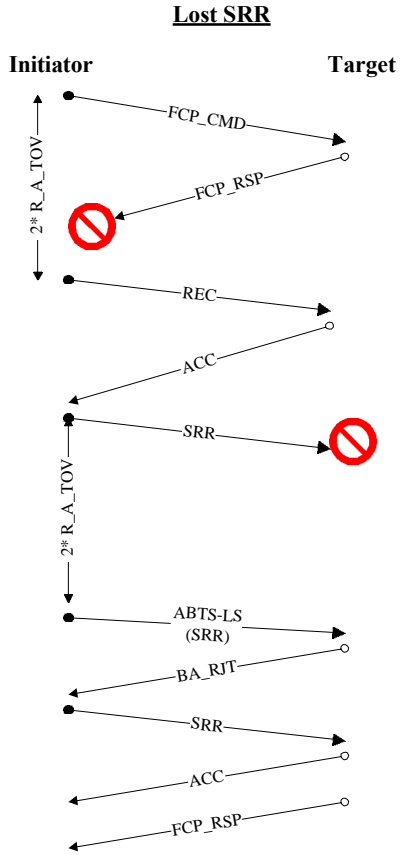 Lost SRR
Initiator
Target
FCP_CMD
FCP_RSP
2* R_A_TOV
REC
ACC
SRR
2* R_A_TOV
ABTS-LS
(SRR)
BA_RJT
SRR
ACC
FCP_RSP